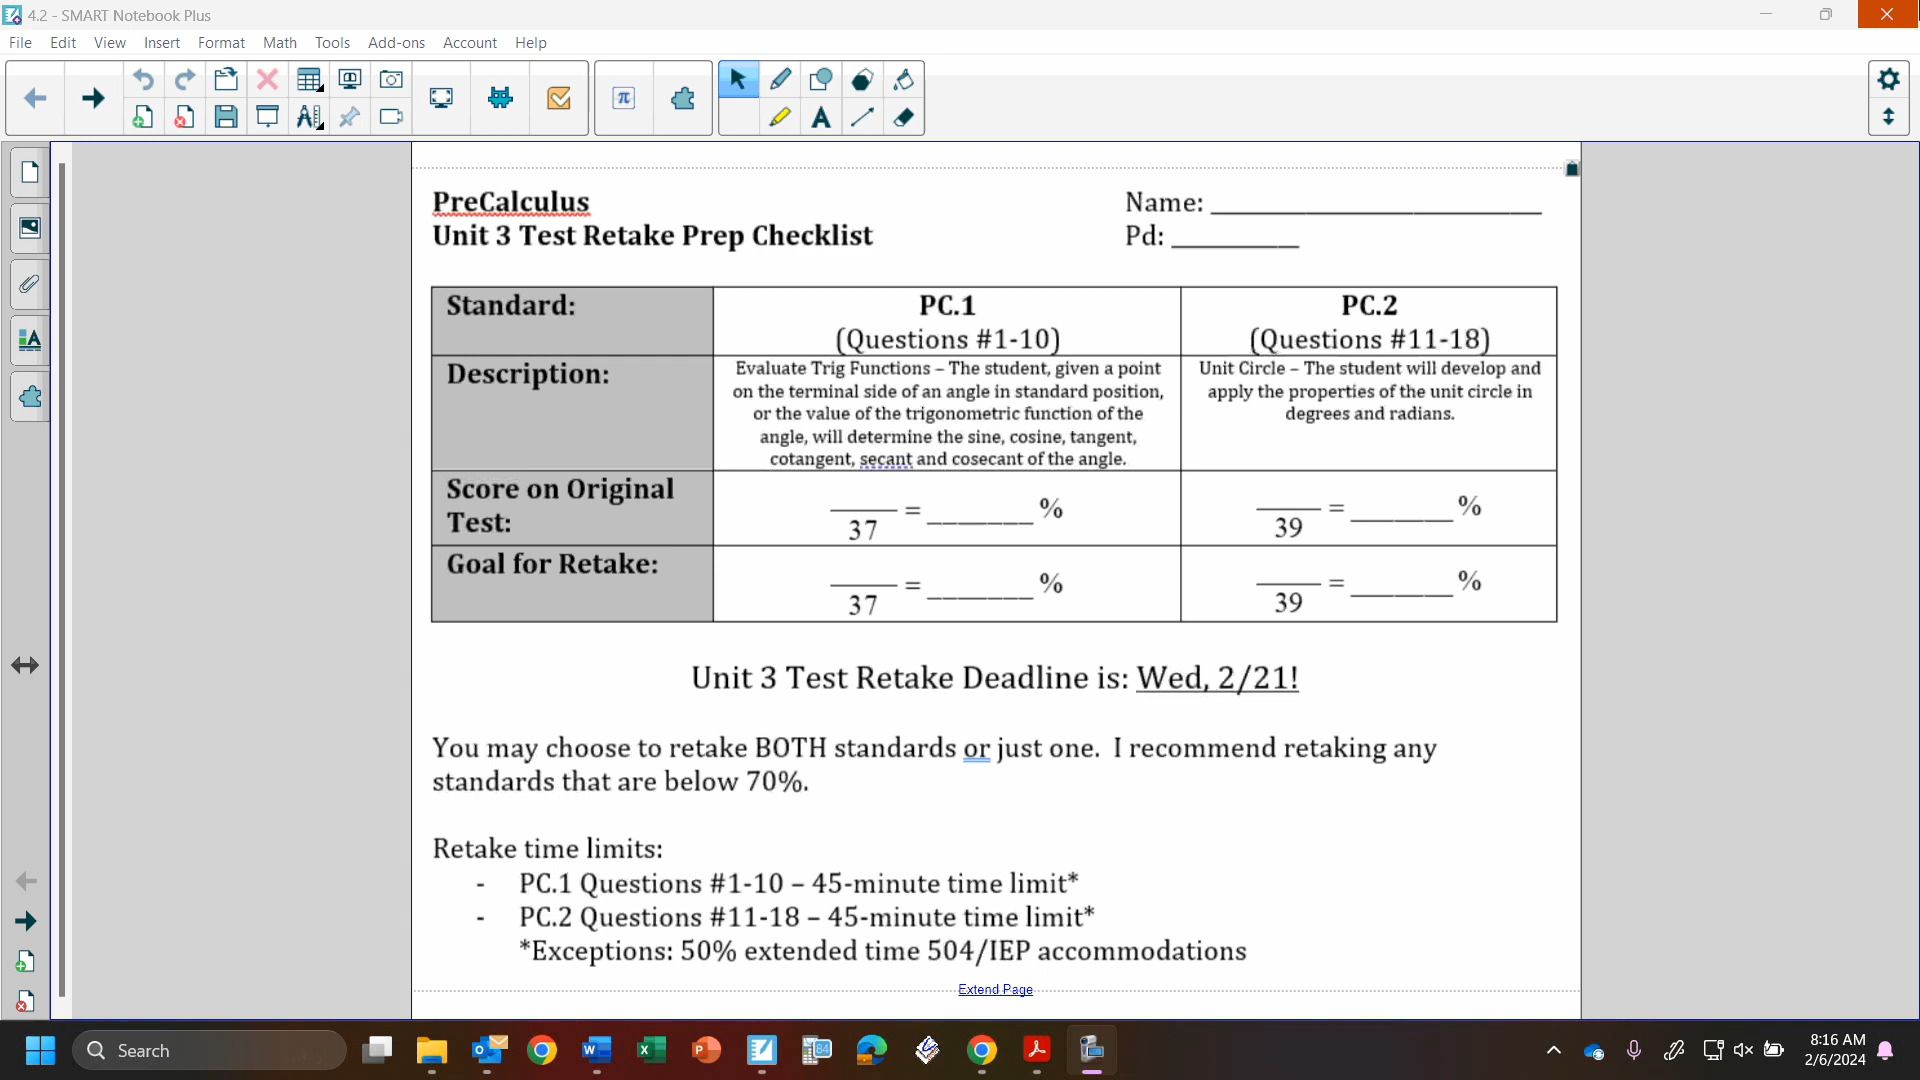 4.2 - SMART Notebook Plus
File Edit View Insert Format Math Tools Add-ons Account Help
π
A
PreCalculus
Name: ____________________
Unit 3 Test Retake Prep Checklist
Pd: __________
Standard:
PC.1
(Questions #1-10)
PC.2
(Questions #11-18)
Description:
Evaluate Trig Functions – The student, given a point
on the terminal side of an angle in standard position,
or the value of the trigonometric function of the
angle, will determine the sine, cosine, tangent,
cotangent, secant and cosecant of the angle.
Unit Circle – The student will develop and
apply the properties of the unit circle in
degrees and radians.
Score on Original
Test:
____ = ________ %
37
____ = ________ %
39
Goal for Retake:
____ = ________ %
37
____ = ________ %
39
Unit 3 Test Retake Deadline is: Wed, 2/21!
You may choose to retake BOTH standards or just one.  I recommend retaking any
standards that are below 70%.
Retake time limits:
- PC.1 Questions #1-10 – 45-minute time limit*
- PC.2 Questions #11-18 – 45-minute time limit*
*Exceptions: 50% extended time 504/IEP accommodations
Extend Page
Search
84
8:16 AM
2/6/2024